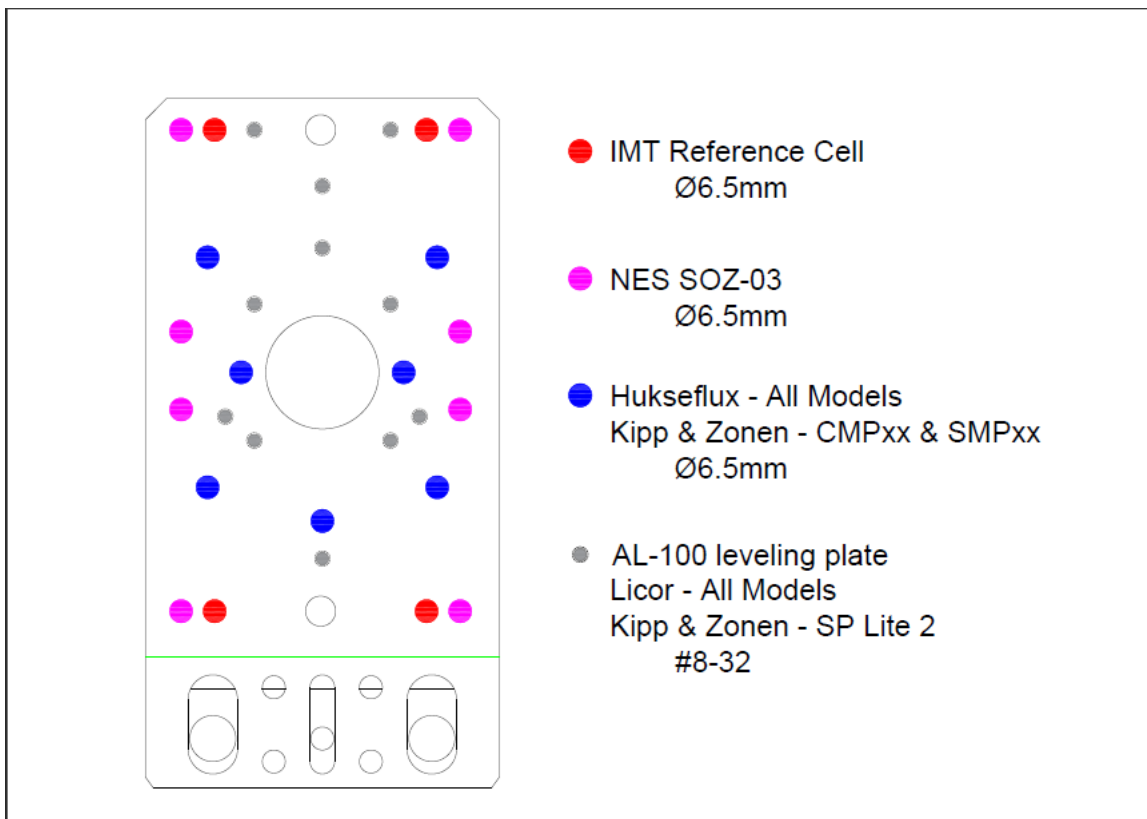 IMT Reference Cell
Ø6.5mm
NES SOZ-03
Ø6.5mm
Hukseflux - All Models
Kipp & Zonen - CMPxx & SMPxx
Ø6.5mm
AL-100 leveling plate
Licor - All Models
Kipp & Zonen - SP Lite 2
#8-32